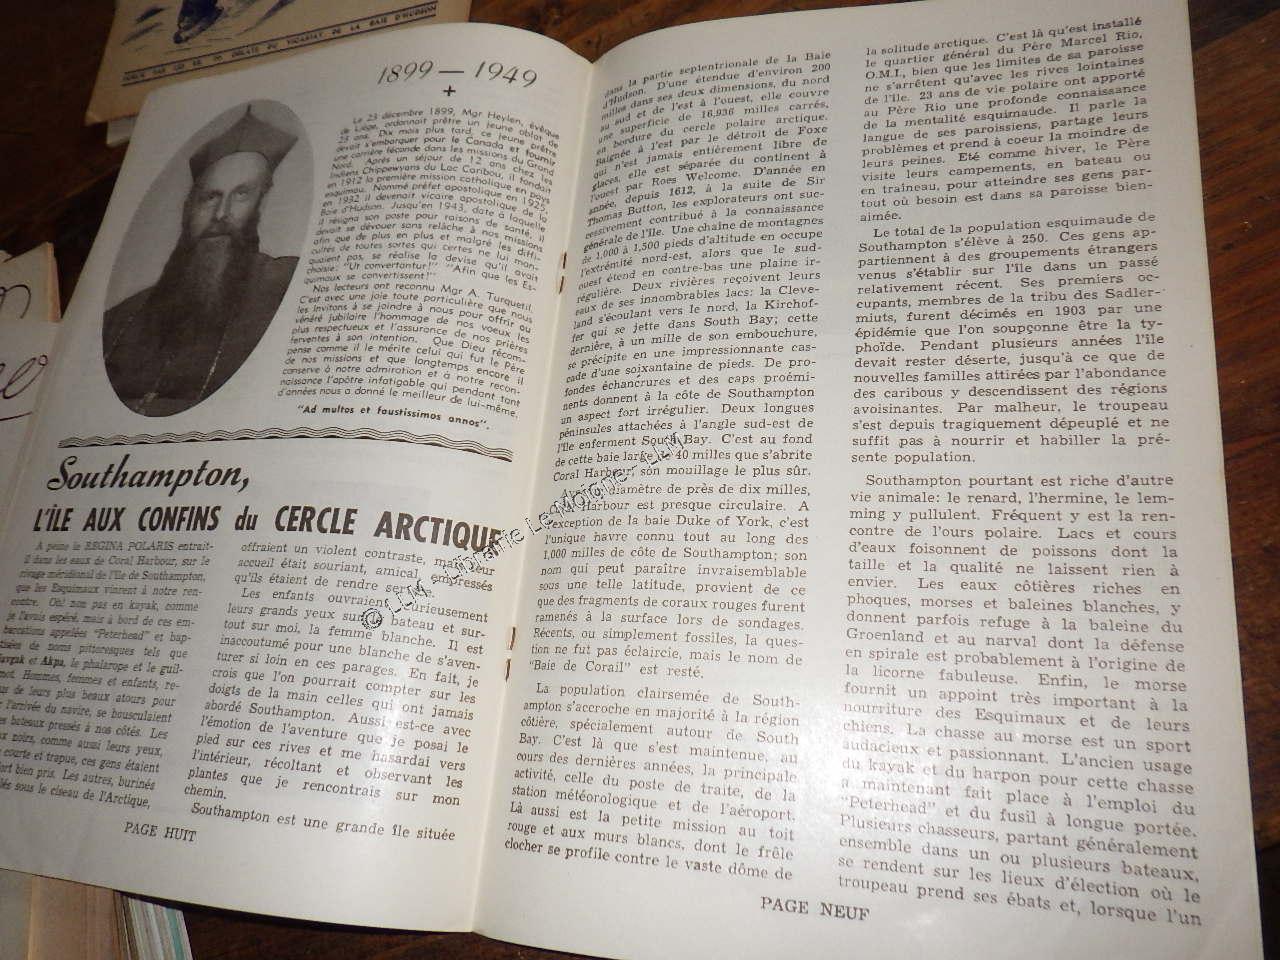 PUBLIÉ PAR LES RR. PP. OBLATS DU VICARIAT DE LA BAIE D'HUDSON
1899 — 1949
+
Le 23 décembre 1899, Mgr Heylen, évêque
de Liège, ordonnait prêtre un jeune oblat de
23 ans. Dix mois plus tard, ce jeune prêtre
devait s'embarquer pour le Canada et fournir
une carrière féconde dans les missions du Grand
Nord. Après un séjour de 12 ans chez les
Indiens Chippewyans du Lac Caribou, il fondait
en 1912 la première mission catholique en pays
esquimau. Nommé préfet apostolique en 1925,
en 1932 il devenait vicaire apostolique de la
Baie d'Hudson. Jusqu'en 1943, date à laquelle
il résigna son poste pour raisons de santé, il
devait se dévouer sans relâche à nos missions
afin que de plus en plus et malgré les diffi-
cultés de toutes sortes qui certes ne lui man-
quaient pas, se réalise la devise qu'il avait
choisie: "Ut convertantur!" "Afin que les Es-
quimaux se convertissent!"
Nos lecteurs ont reconnu Mgr A. Turquetil.
C'est avec une joie toute particulière que nous
les invitons à se joindre à nous pour offrir au
vénéré jubilaire l'hommage de nos voeux les
plus respectueux et l'assurance de nos prières
ferventes à son intention. Que Dieu récom-
pense comme il le mérite celui qui fut le Père
de nos missions et que longtemps encore il
conserve à notre admiration et à notre recon-
naissance l'apôtre infatigable qui pendant tant
d'années nous a donné le meilleur de lui-même.
"Ad multos et faustissimos annos".
Southampton,
L'ÎLE AUX CONFINS du CERCLE ARCTIQUE
A peine le REGINA POLARIS entrait-
il dans les eaux de Coral Harbour, sur le
rivage méridional de l'île de Southampton,
que les Esquimaux vinrent à notre ren-
contre. Oh! non pas en kayak, comme
je l'avais espéré, mais à bord de ces em-
barcations appelées "Peterhead" et bap-
tisées de noms pittoresques tels que
et Akpa, le phalarope et le guil-
lemot. Hommes, femmes et enfants, re-
de leurs plus beaux atours pour
l'arrivée du navire, se bousculaient
bateaux pressés à nos côtés. Les
noirs, comme aussi leurs yeux,
courte et trapue, ces gens étaient
fort bien pris. Les autres, burinés
sous le ciseau de l'Arctique,
offraient un violent contraste, mais leur
accueil était souriant, amical, empressés
qu'ils étaient de rendre service.
Les enfants ouvraient curieusement
leurs grands yeux sur le bateau et sur-
tout sur moi, la femme blanche. Il est
inaccoutumé pour une blanche de s'aven-
turer si loin en ces parages. En fait, je
crois que l'on pourrait compter sur les
doigts de la main celles qui ont jamais
abordé Southampton. Aussi est-ce avec
l'émotion de l'aventure que je posai le
pied sur ces rives et me hasardai vers
l'intérieur, récoltant et observant les
plantes que je rencontrais sur mon
chemin.
Southampton est une grande île située
PAGE HUIT
dans la partie septentrionale de la Baie
d'Hudson. D'une étendue d'environ 200
milles dans ses deux dimensions, du nord
au sud et de l'est à l'ouest, elle couvre
une superficie de 16,936 milles carrés,
en bordure du cercle polaire arctique.
Baignée à l'est par le détroit de Foxe
qui n'est jamais entièrement libre de
glaces, elle est séparée du continent à
l'ouest par Roes Welcome. D'année en
année, depuis 1612, à la suite de Sir
Thomas Button, les explorateurs ont suc-
cessivement contribué à la connaissance
générale de l'île. Une chaîne de montagnes
de 1,000 à 1,500 pieds d'altitude en occupe
l'extrémité nord-est, alors que le sud-
ouest étend en contre-bas une plaine ir-
régulière. Deux rivières reçoivent leurs
eaux de ses innombrables lacs: la Cleve-
land s'écoulant vers le nord, la Kirchof-
fer qui se jette dans South Bay; cette
dernière, à un mille de son embouchure,
se précipite en une impressionnante cas-
cade d'une soixantaine de pieds. De pro-
fondes échancrures et des caps proémi-
nents donnent à la côte de Southampton
un aspect fort irrégulier. Deux longues
péninsules attachées à l'angle sud-est de
l'île enferment South Bay. C'est au fond
de cette baie large de 40 milles que s'abrite
Coral Harbour, son mouillage le plus sûr.
diamètre de près de dix milles,
Harbour est presque circulaire. A
l'exception de la baie Duke of York, c'est
l'unique havre connu tout au long des
1,000 milles de côte de Southampton; son
nom qui peut paraître invraisemblable
sous une telle latitude, provient de ce
que des fragments de coraux rouges furent
ramenés à la surface lors de sondages.
Récents, ou simplement fossiles, la ques-
tion ne fut pas éclaircie, mais le nom de
"Baie de Corail" est resté.
La population clairsemée de South-
ampton s'accroche en majorité à la région
côtière, spécialement autour de South
Bay. C'est là que s'est maintenue, au
cours des dernières années, la principale
activité, celle du poste de traite, de la
station météorologique et de l'aéroport.
Là aussi est la petite mission au toit
rouge et aux murs blancs, dont le frêle
clocher se profile contre le vaste dôme de
la solitude arctique. C'est là qu'est installé
le quartier général du Père Marcel Rio,
O.M.I., bien que les limites de sa paroisse
ne s'arrêtent qu'avec les rives lointaines
de l'île. 23 ans de vie polaire ont apporté
au Père Rio une profonde connaissance
de la mentalité esquimaude. Il parle la
langue de ses paroissiens, partage leurs
problèmes et prend à coeur la moindre de
leurs peines. Eté comme hiver, le Père
visite leurs campements, en bateau ou
en traîneau, pour atteindre ses gens par-
tout où besoin est dans sa paroisse bien-
aimée.
Le total de la population esquimaude de
Southampton s'élève à 250. Ces gens ap-
partiennent à des groupements étrangers
venus s'établir sur l'île dans un passé
relativement récent. Ses premiers oc-
cupants, membres de la tribu des Sadler-
miuts, furent décimés en 1903 par une
épidémie que l'on soupçonne être la ty-
phoïde. Pendant plusieurs années l'île
devait rester déserte, jusqu'à ce que de
nouvelles familles attirées par l'abondance
des caribous y descendissent des régions
avoisinantes. Par malheur, le troupeau
s'est depuis tragiquement dépeuplé et ne
suffit pas à nourrir et habiller la pré-
sente population.
Southampton pourtant est riche d'autre
vie animale: le renard, l'hermine, le lem-
ming y pullulent. Fréquent y est la ren-
contre de l'ours polaire. Lacs et cours
d'eaux foisonnent de poissons dont la
taille et la qualité ne laissent rien à
envier. Les eaux côtières riches en
phoques, morses et baleines blanches, y
donnent parfois refuge à la baleine du
Groenland et au narval dont la défense
en spirale est probablement à l'origine de
la licorne fabuleuse. Enfin, le morse
fournit un appoint très important à la
nourriture des Esquimaux et de leurs
chiens. La chasse au morse est un sport
audacieux et passionnant. L'ancien usage
du kayak et du harpon pour cette chasse
a maintenant fait place à l'emploi du
"Peterhead" et du fusil à longue portée.
Plusieurs chasseurs, partant généralement
ensemble dans un ou plusieurs bateaux,
se rendent sur les lieux d'élection où le
troupeau prend ses ébats et, lorsque l'un
PAGE NEUF
@ LLM - Librairie Le Moigne - LLM